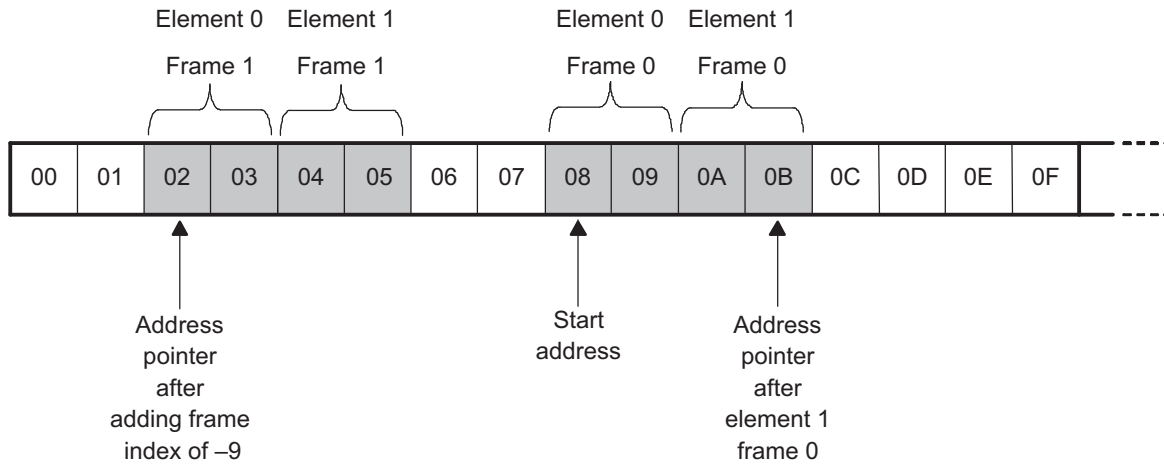 Element 0 Element 1 Element 0 Element 1
Frame 1 Frame 1 Frame 0 Frame 0
00 01 02 03 04 05 06 07 08 09 0A 0B 0C 0D 0E 0F
Address
pointer
after
adding frame
index of –9
Start
address
Address
pointer
after
element 1
frame 0